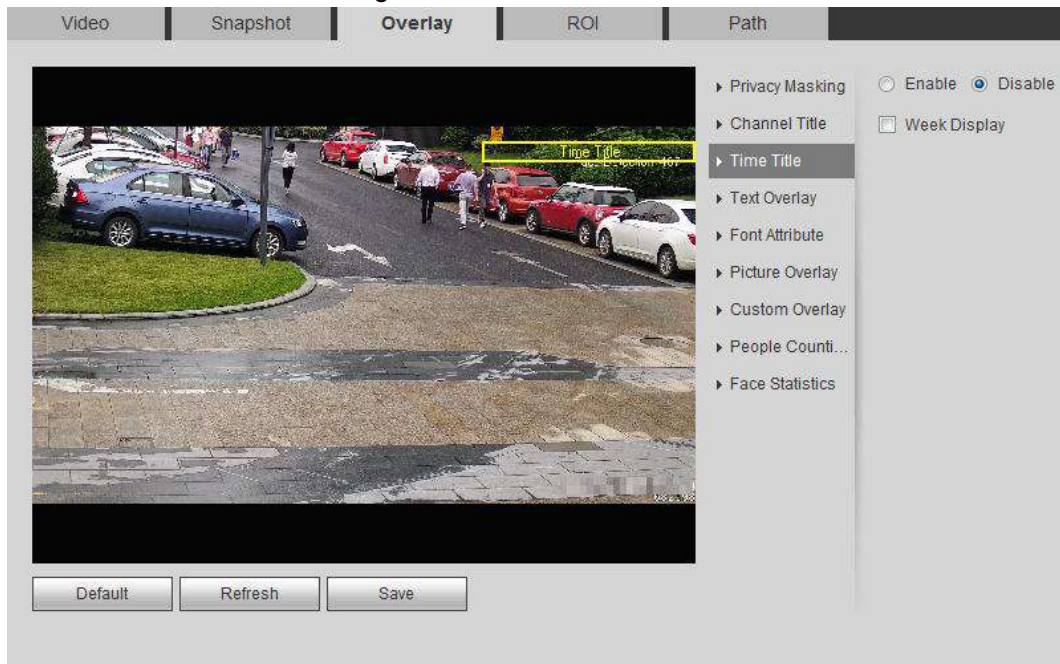 Video Snapshot Overlay ROI Path
Privacy Masking
Enable Disable
Channel Title
Week Display
Time Title
Time Title
Text Overlay
Font Attribute
Picture Overlay
Custom Overlay
People Counti...
Face Statistics
Default Refresh Save